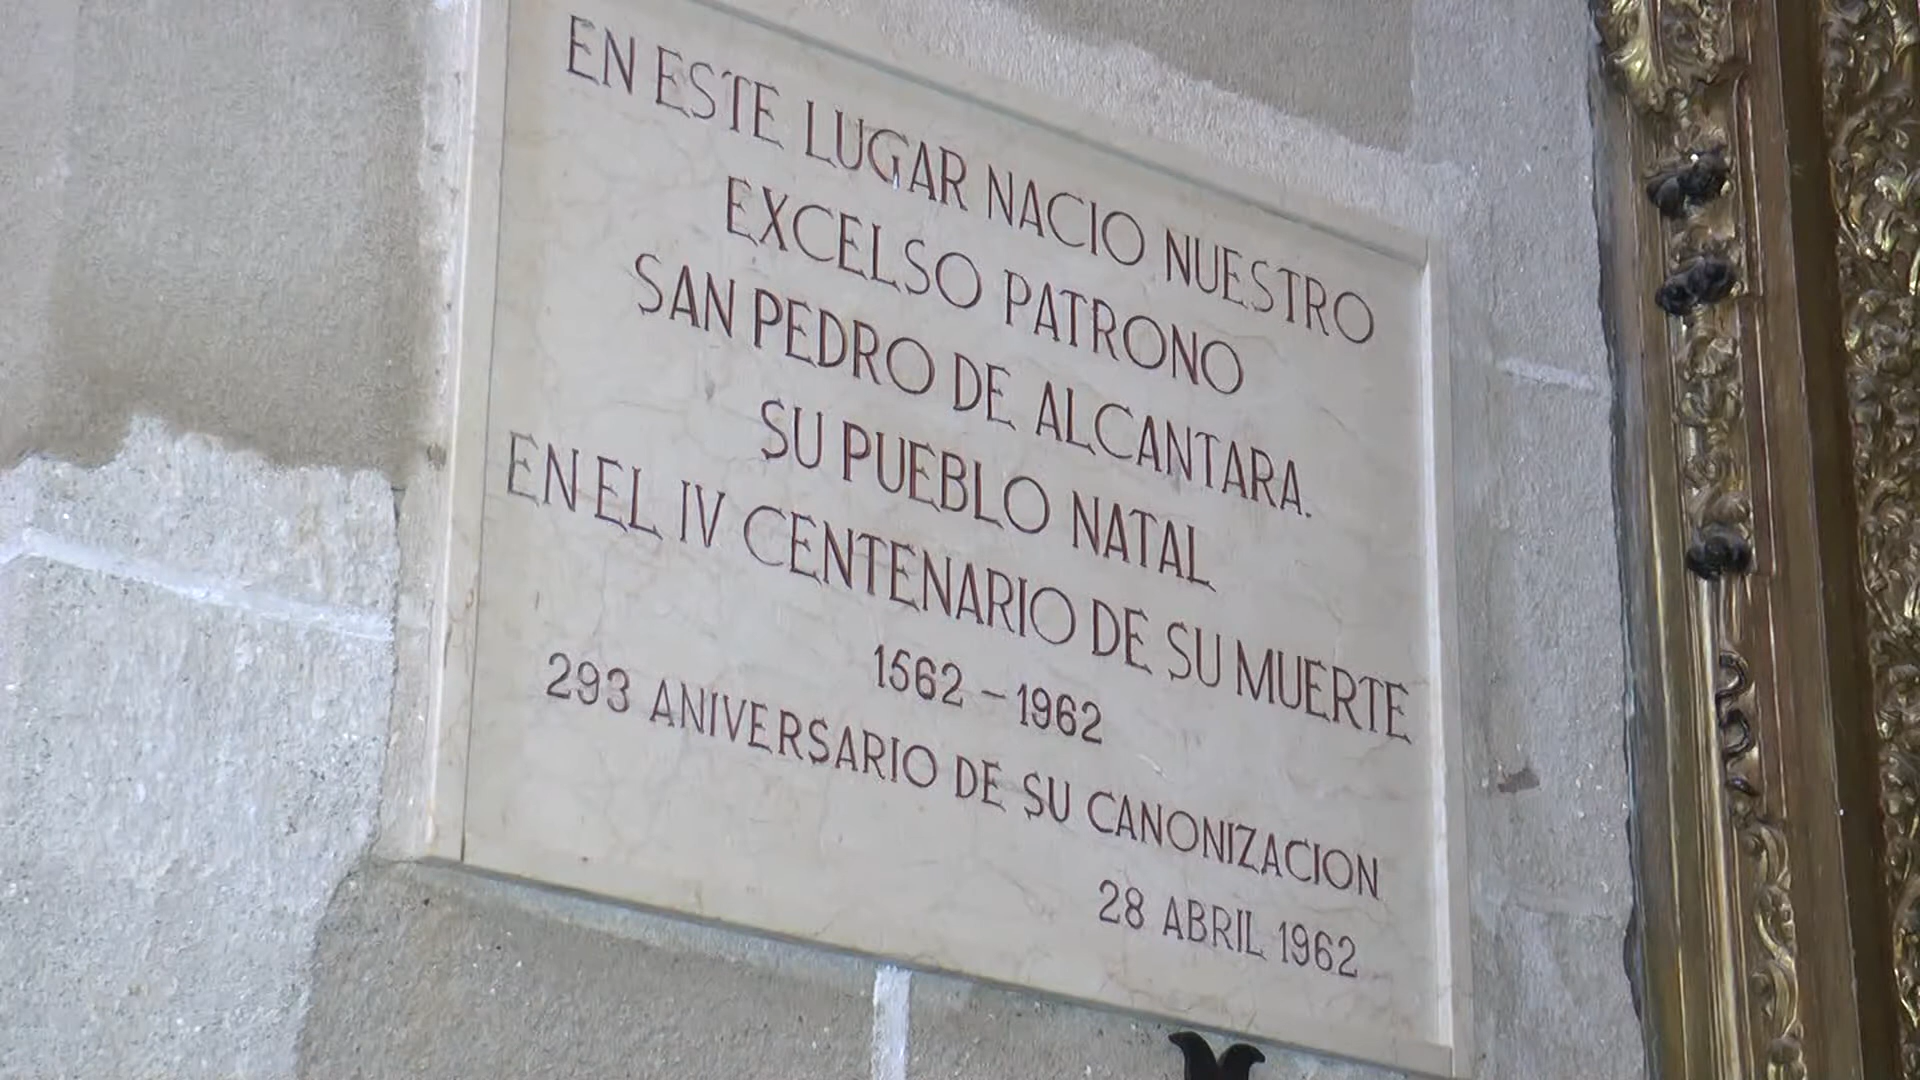 EN ESTE LUGAR NACIO NUESTRO
EXCELSO PATRONO
SAN PEDRO DE ALCANTARA.
SU PUEBLO NATAL
EN EL IV CENTENARIO DE SU MUERTE
1562 - 1962
293 ANIVERSARIO DE SU CANONIZACION
28 ABRIL 1962